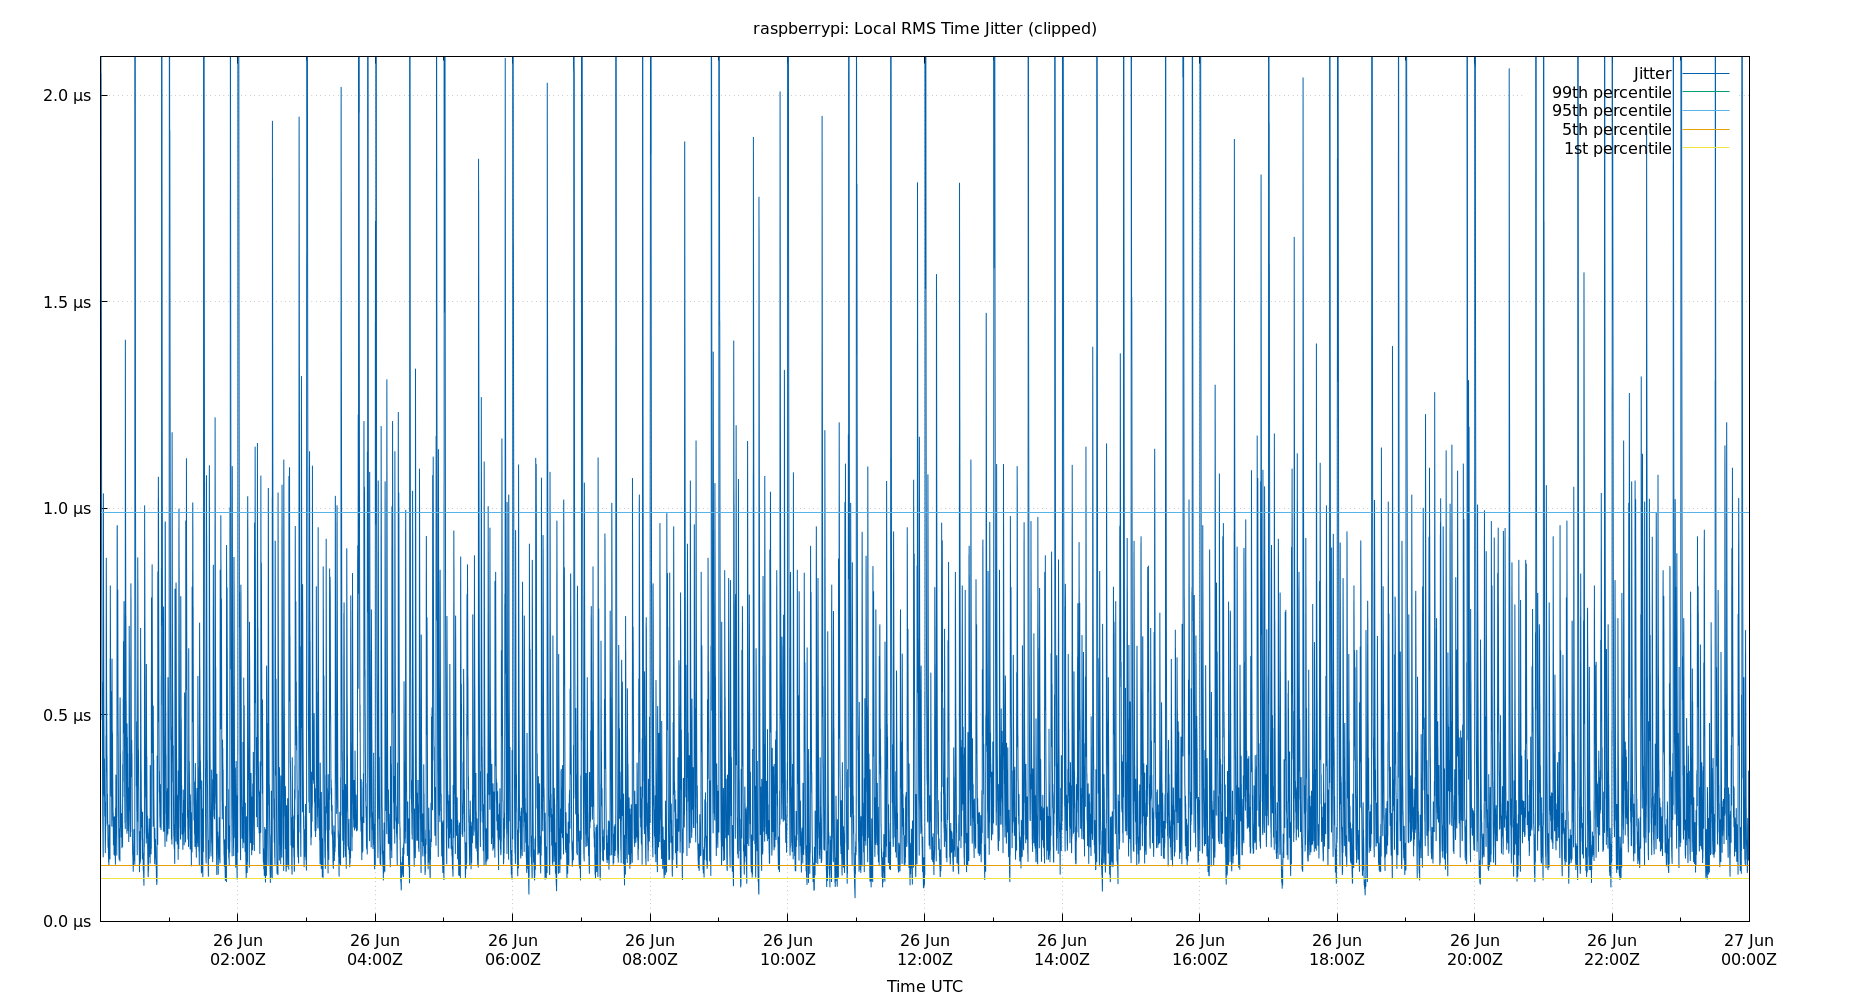 raspberrypi: Local RMS Time Jitter (clipped)
Jitter
99th percentile
95th percentile
5th percentile
1st percentile
2.0 µs
1.5 µs
1.0 µs
0.5 µs
0.0 µs
26 Jun 26 Jun 26 Jun 26 Jun 26 Jun 26 Jun 26 Jun 26 Jun 26 Jun 26 Jun 26 Jun 27 Jun
02:00Z 04:00Z 06:00Z 08:00Z 10:00Z 12:00Z 14:00Z 16:00Z 18:00Z 20:00Z 22:00Z 00:00Z
Time UTC